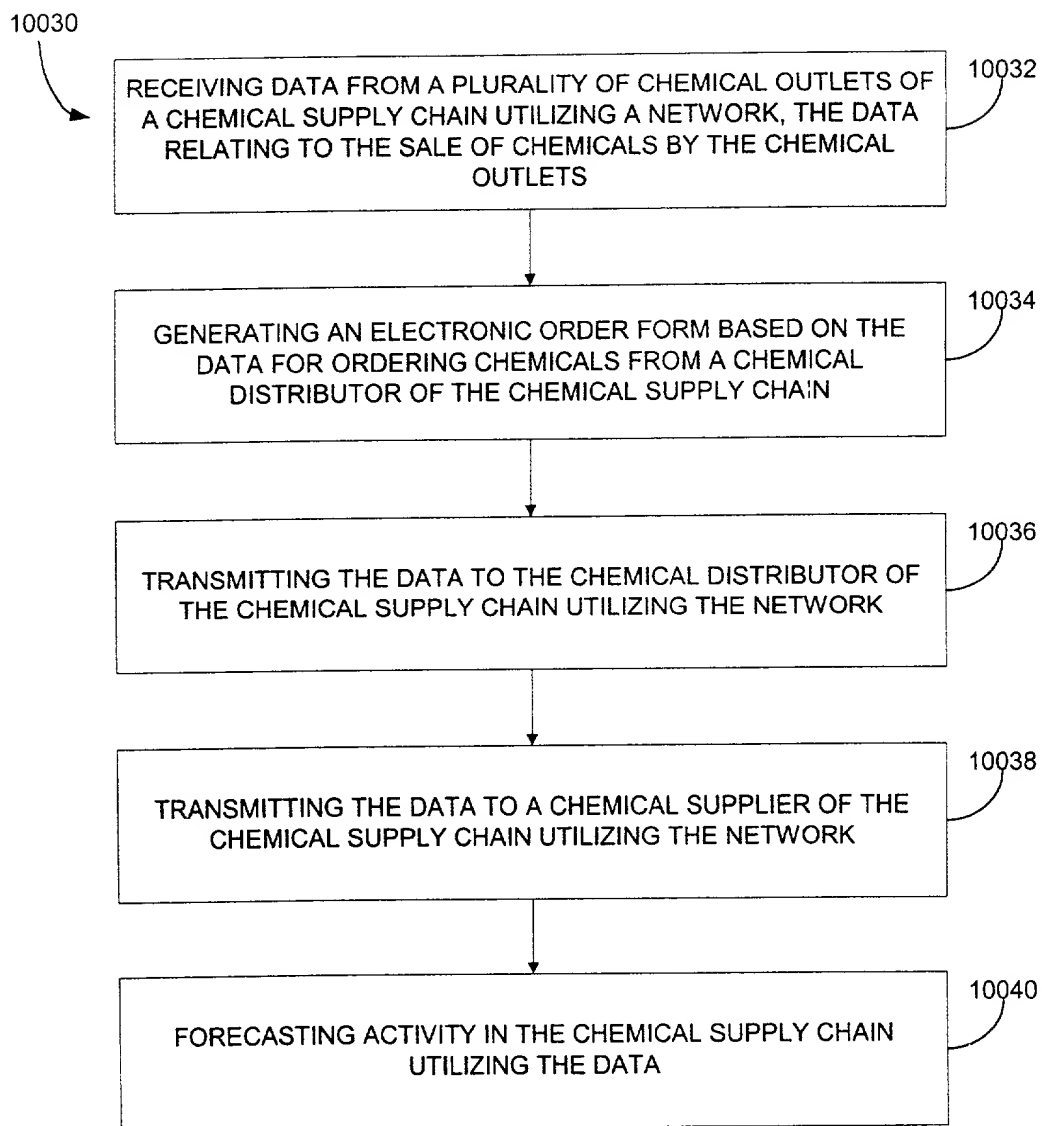 10030
RECEIVING DATA FROM A PLURALITY OF CHEMICAL OUTLETS OF
A CHEMICAL SUPPLY CHAIN UTILIZING A NETWORK, THE DATA
RELATING TO THE SALE OF CHEMICALS BY THE CHEMICAL
OUTLETS
10032
GENERATING AN ELECTRONIC ORDER FORM BASED ON THE
DATA FOR ORDERING CHEMICALS FROM A CHEMICAL
DISTRIBUTOR OF THE CHEMICAL SUPPLY CHAIN
10034
TRANSMITTING THE DATA TO THE CHEMICAL DISTRIBUTOR OF
THE CHEMICAL SUPPLY CHAIN UTILIZING THE NETWORK
10036
TRANSMITTING THE DATA TO A CHEMICAL SUPPLIER OF THE
CHEMICAL SUPPLY CHAIN UTILIZING THE NETWORK
10038
FORECASTING ACTIVITY IN THE CHEMICAL SUPPLY CHAIN
UTILIZING THE DATA
10040